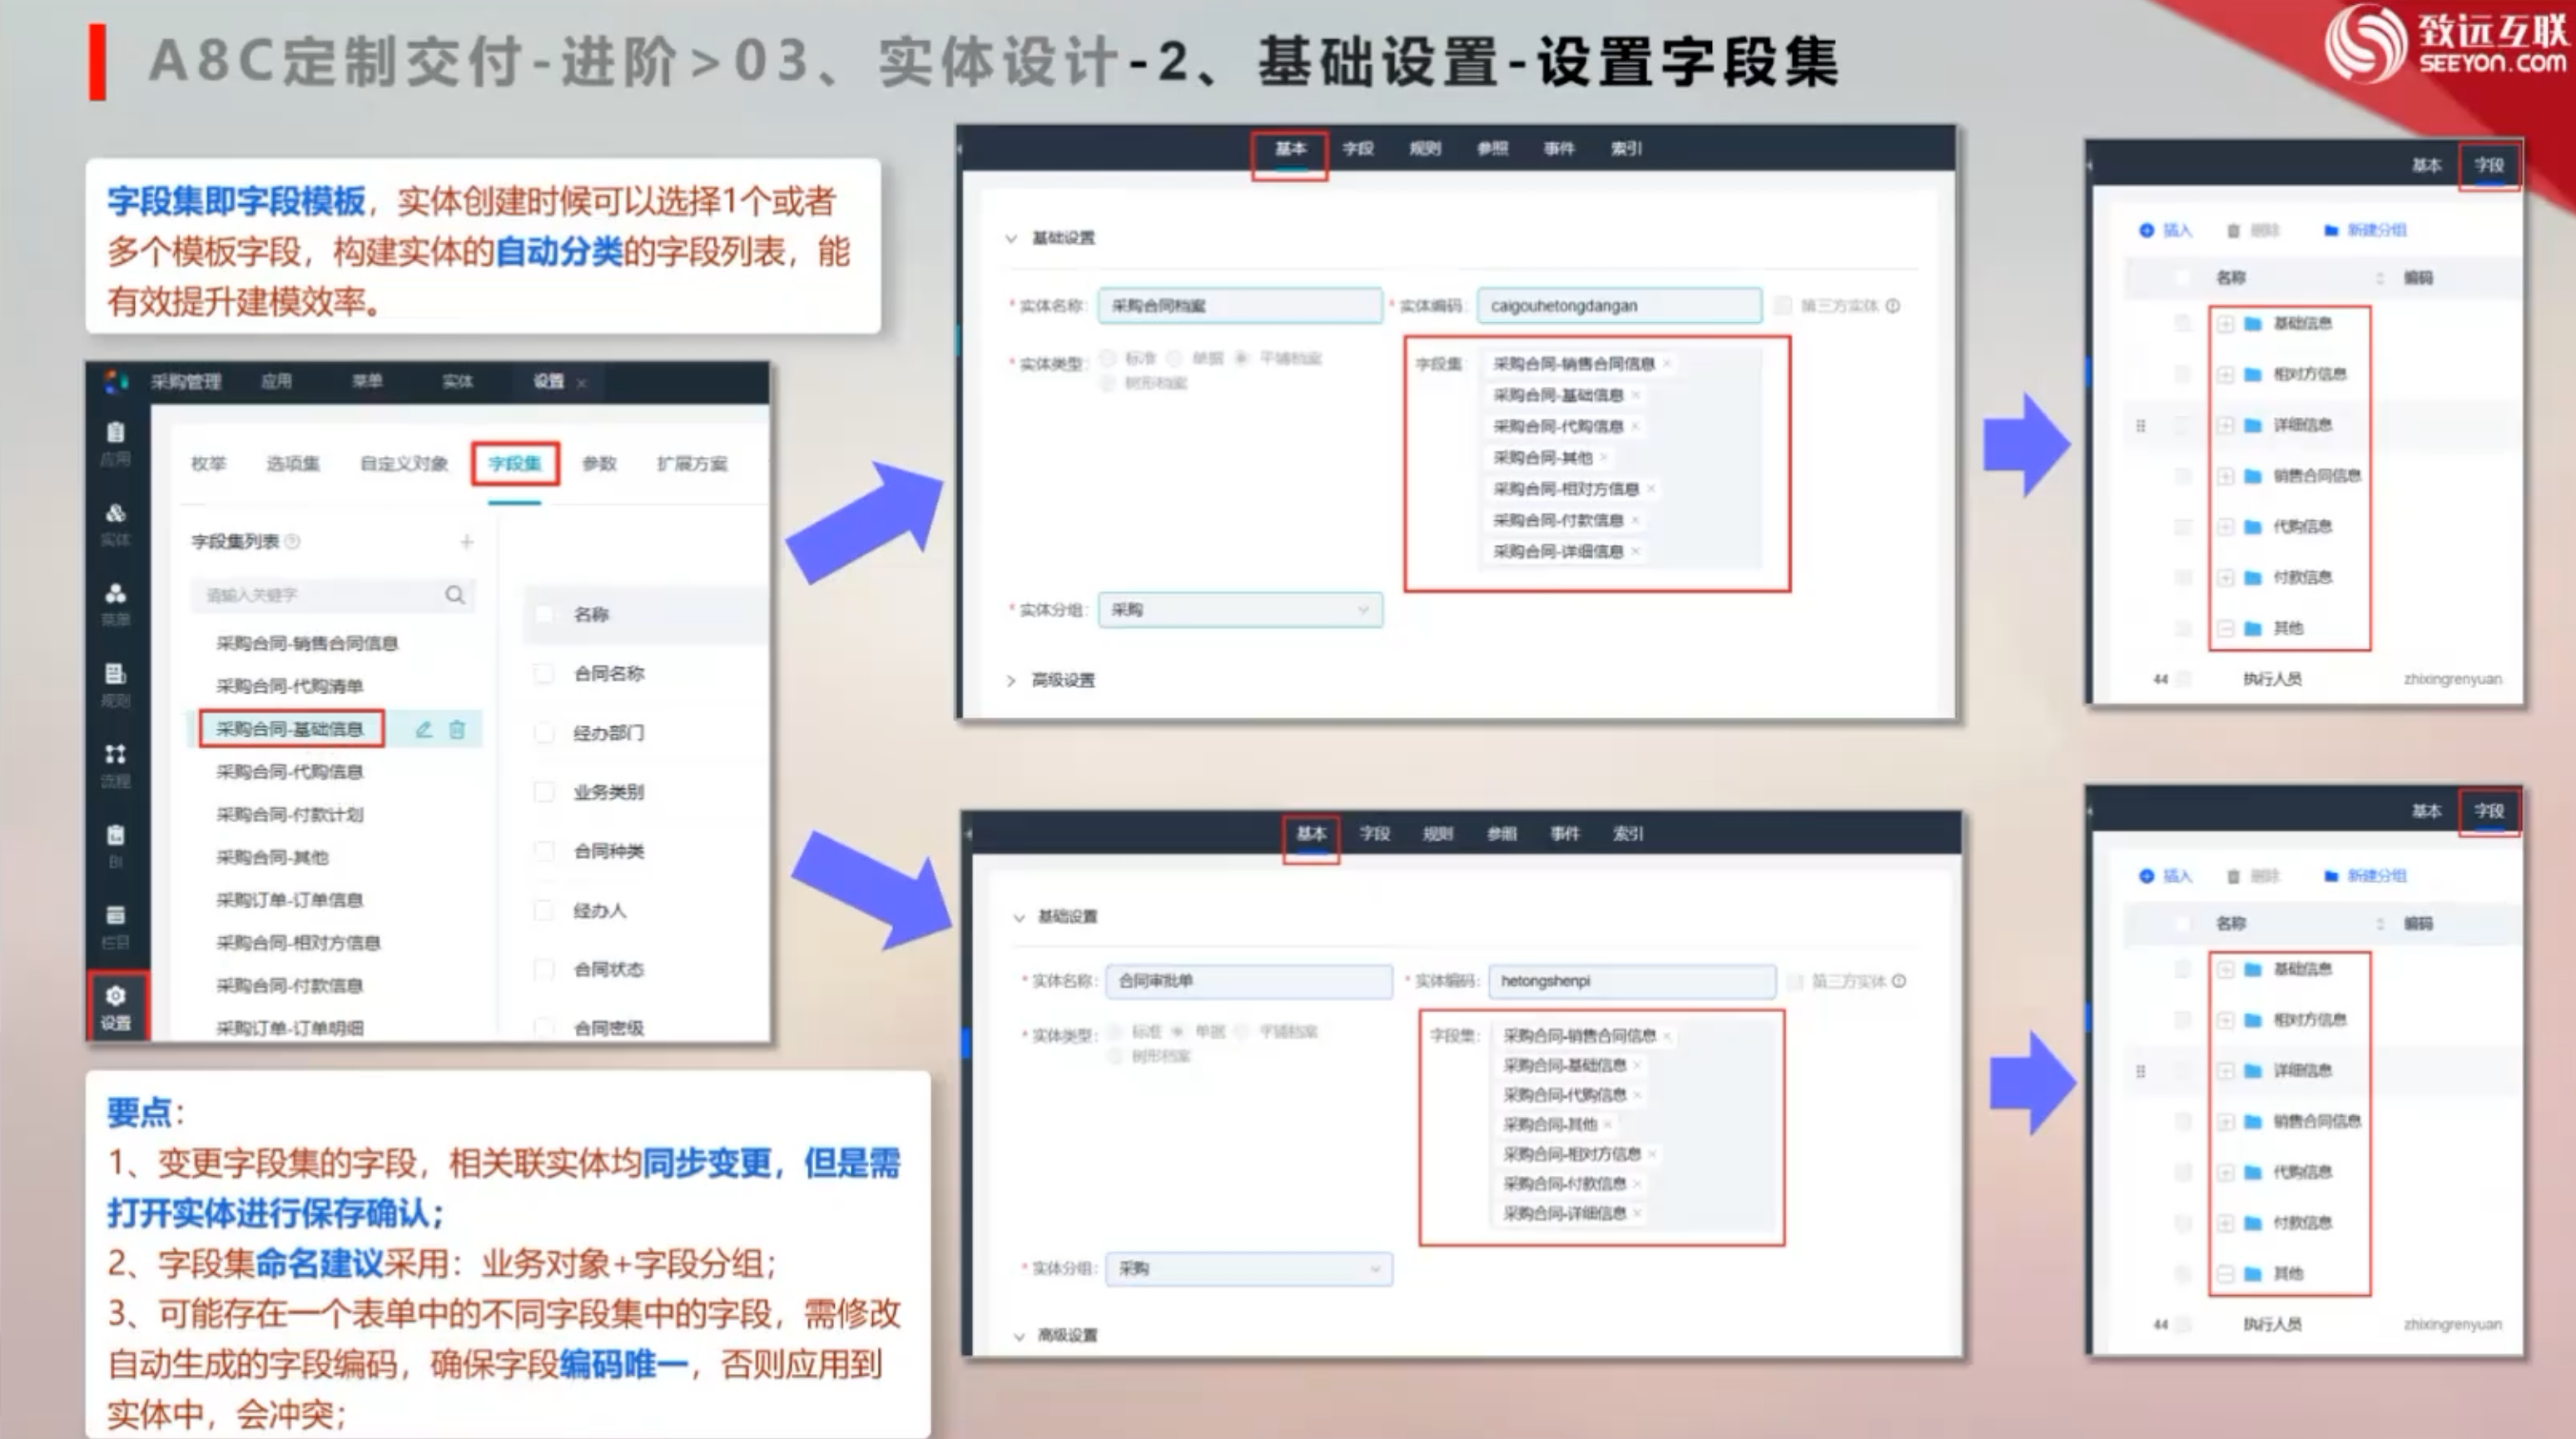 A8C定制交付-进阶>03、实体设计-2、基础设置-设置字段集
致远互联
SEEYON.COM
字段集即字段模板，实体创建时候可以选择1个或者
多个模板字段，构建实体的自动分类的字段列表，能
有效提升建模效率。
采购管理 应用 菜单 实体 设置 ×
应用
实体
菜单
规则
流程
BI
栏目
设置
枚举 选项集 自定义对象 字段集 参数 扩展方案
字段集列表
请输入关键字
采购合同-销售合同信息
采购合同-代购清单
采购合同-基础信息
采购合同-代购信息
采购合同-付款计划
采购合同-其他
采购订单-订单信息
采购合同-相对方信息
采购合同-付款信息
采购订单-订单明细
名称
合同名称
经办部门
业务类别
合同种类
经办人
合同状态
合同密级
要点：
1、变更字段集的字段，相关联实体均同步变更，但是需
打开实体进行保存确认；
2、字段集命名建议采用：业务对象+字段分组；
3、可能存在一个表单中的不同字段集中的字段，需修改
自动生成的字段编码，确保字段编码唯一，否则应用到
实体中，会冲突；
基本 字段 规则 参照 事件 索引
基础设置
* 实体名称： 采购合同档案 * 实体编码： caigouhetongdangan 第三方实体
* 实体类型： 标准 单据 平铺档案
树形档案
字段集： 采购合同-销售合同信息 ×
采购合同-基础信息 ×
采购合同-代购信息 ×
采购合同-其他 ×
采购合同-相对方信息 ×
采购合同-付款信息 ×
采购合同-详细信息 ×
* 实体分组： 采购
高级设置
基本 字段
插入 删除 新建分组
名称 编码
基础信息
相对方信息
详细信息
销售合同信息
代购信息
付款信息
其他
44 执行人员 zhixingrenyuan
基本 字段 规则 参照 事件 索引
基础设置
* 实体名称： 合同审批单 * 实体编码： hetongshenpi 第三方实体
* 实体类型： 标准 单据 平铺档案
树形档案
字段集： 采购合同-销售合同信息 ×
采购合同-基础信息 ×
采购合同-代购信息 ×
采购合同-其他 ×
采购合同-相对方信息 ×
采购合同-付款信息 ×
采购合同-详细信息 ×
* 实体分组： 采购
高级设置
基本 字段
插入 删除 新建分组
名称 编码
基础信息
相对方信息
详细信息
销售合同信息
代购信息
付款信息
其他
44 执行人员 zhixingrenyuan